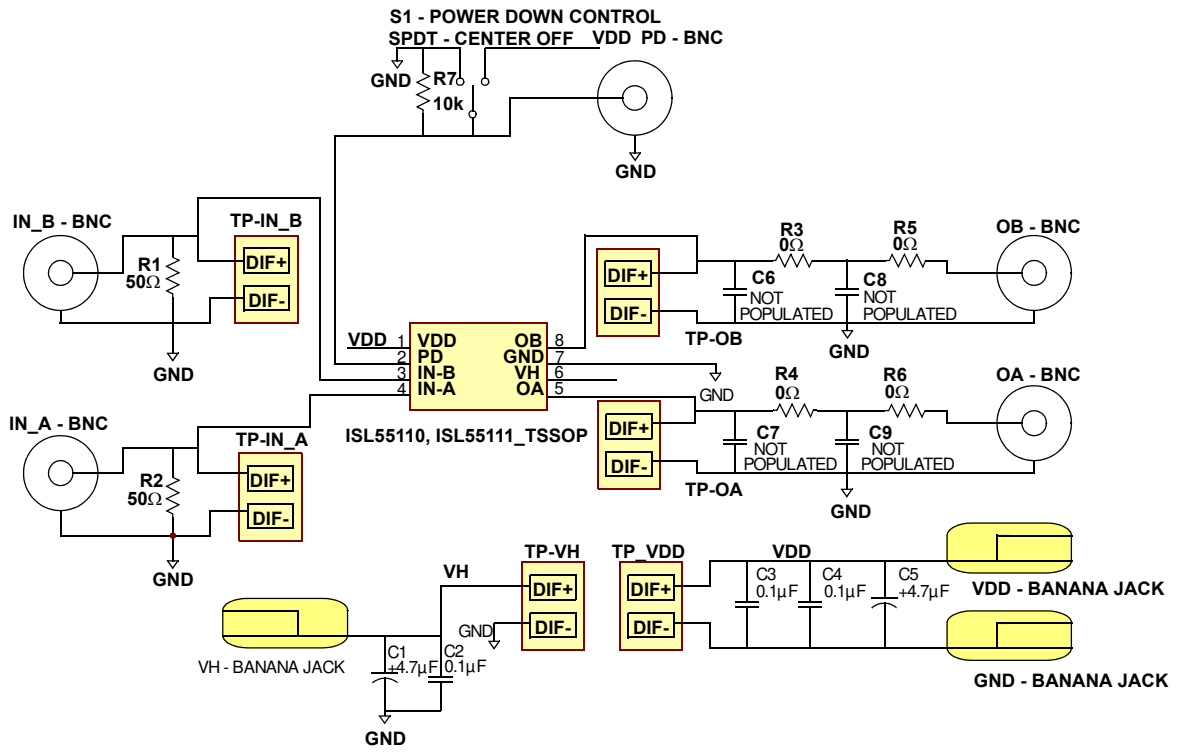 S1 - POWER DOWN CONTROL
SPDT - CENTER OFF VDD PD - BNC
GND
R7
10k
GND
IN_B - BNC
TP-IN_B
R1
50Ω
DIF+
DIF-
GND
R3
0Ω
R5
0Ω
OB - BNC
DIF+
DIF-
C6
NOT
POPULATED
C8
NOT
POPULATED
TP-OB
GND
VDD
1 VDD
2 PD
3 IN-B
4 IN-A
OB 8
GND 7
VH 6
OA 5
GND
ISL55110, ISL55111_TSSOP
R4
0Ω
R6
0Ω
OA - BNC
DIF+
DIF-
C7
NOT
POPULATED
C9
NOT
POPULATED
TP-OA
GND
IN_A - BNC
TP-IN_A
R2
50Ω
DIF+
DIF-
GND
TP-VH
VH
DIF+
DIF-
GND
C1
+4.7µF
C2
0.1µF
VH - BANANA JACK
GND
TP_VDD
VDD
DIF+
DIF-
C3
0.1µF
C4
0.1µF
C5
+4.7µF
VDD - BANANA JACK
GND - BANANA JACK